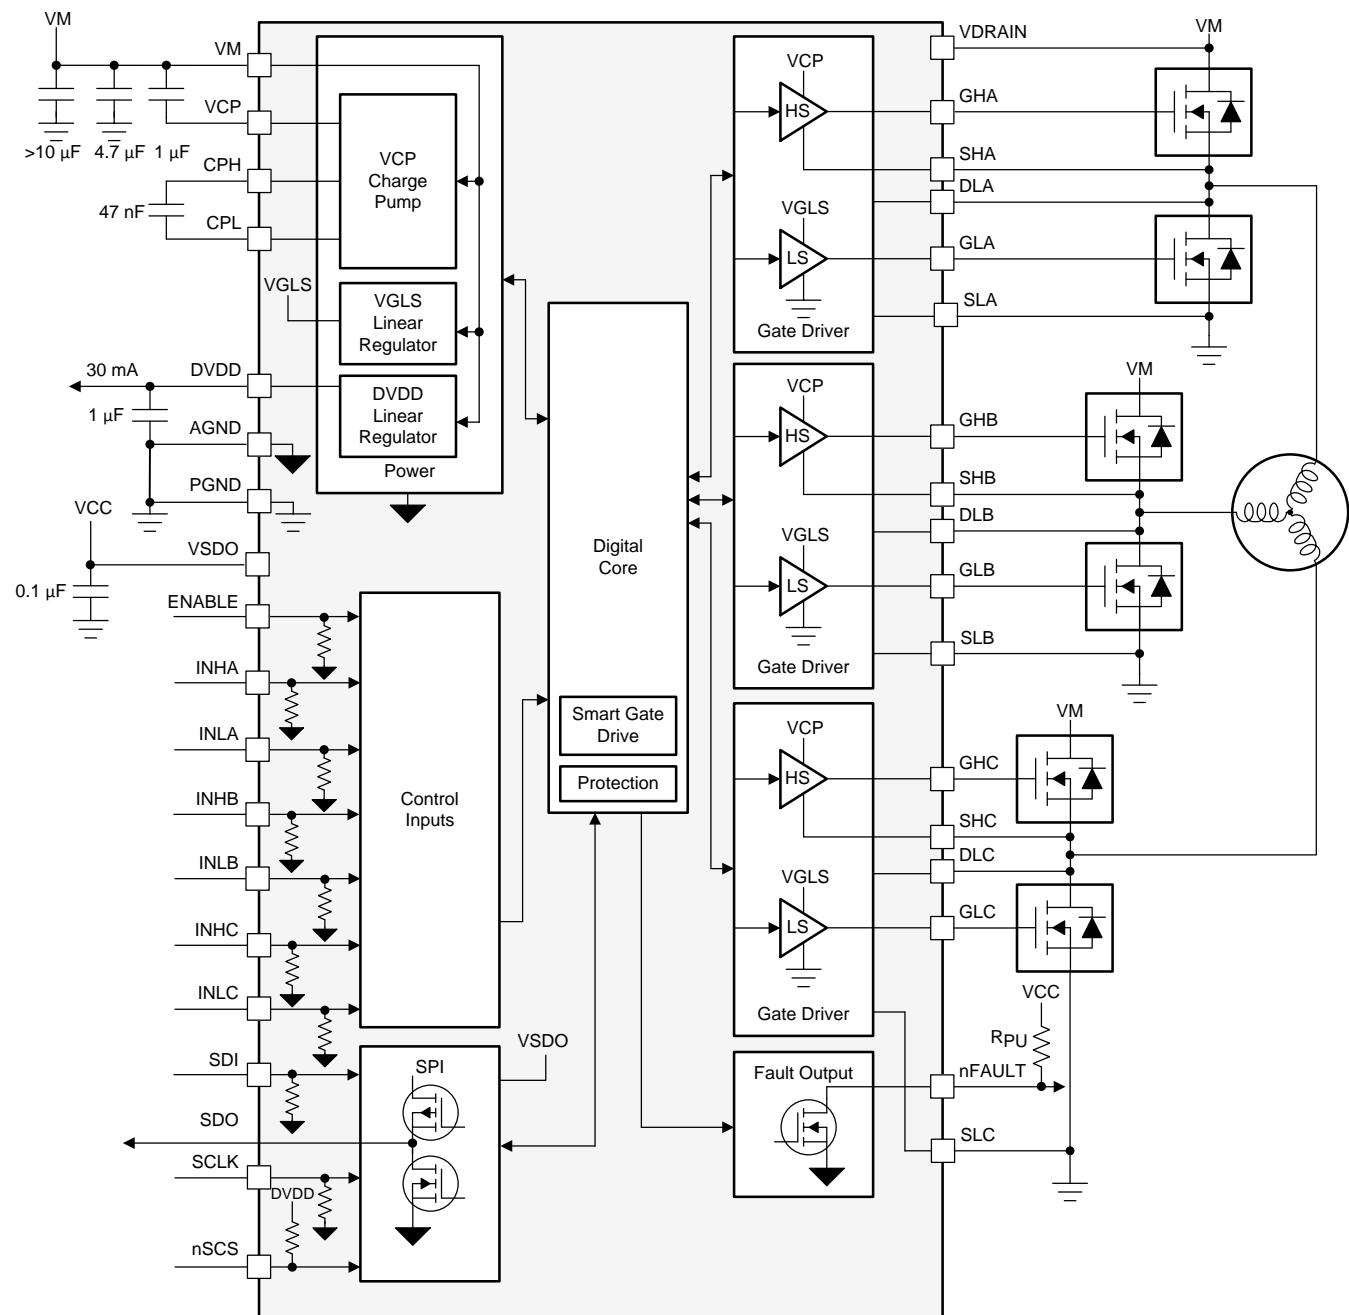 VM
VM
VCP
>10 µF
4.7 µF
1 µF
CPH
47 nF
CPL
VCP
Charge
Pump
VGLS
VGLS
Linear
Regulator
30 mA
DVDD
1 µF
DVDD
Linear
Regulator
AGND
Power
PGND
VCC
VSDO
0.1 µF
ENABLE
INHA
INLA
INHB
INLB
INHC
INLC
Control
Inputs
SDI
SDO
SCLK
DVDD
nSCS
SPI
VSDO
Digital
Core
Smart Gate
Drive
Protection
VCP
HS
VGLS
LS
Gate Driver
VCP
HS
VGLS
LS
Gate Driver
VCP
HS
VGLS
LS
Gate Driver
Fault Output
VDRAIN
VM
GHA
SHA
DLA
GLA
SLA
VM
GHB
SHB
DLB
GLB
SLB
VM
GHC
SHC
DLC
GLC
VCC
RPU
nFAULT
SLC